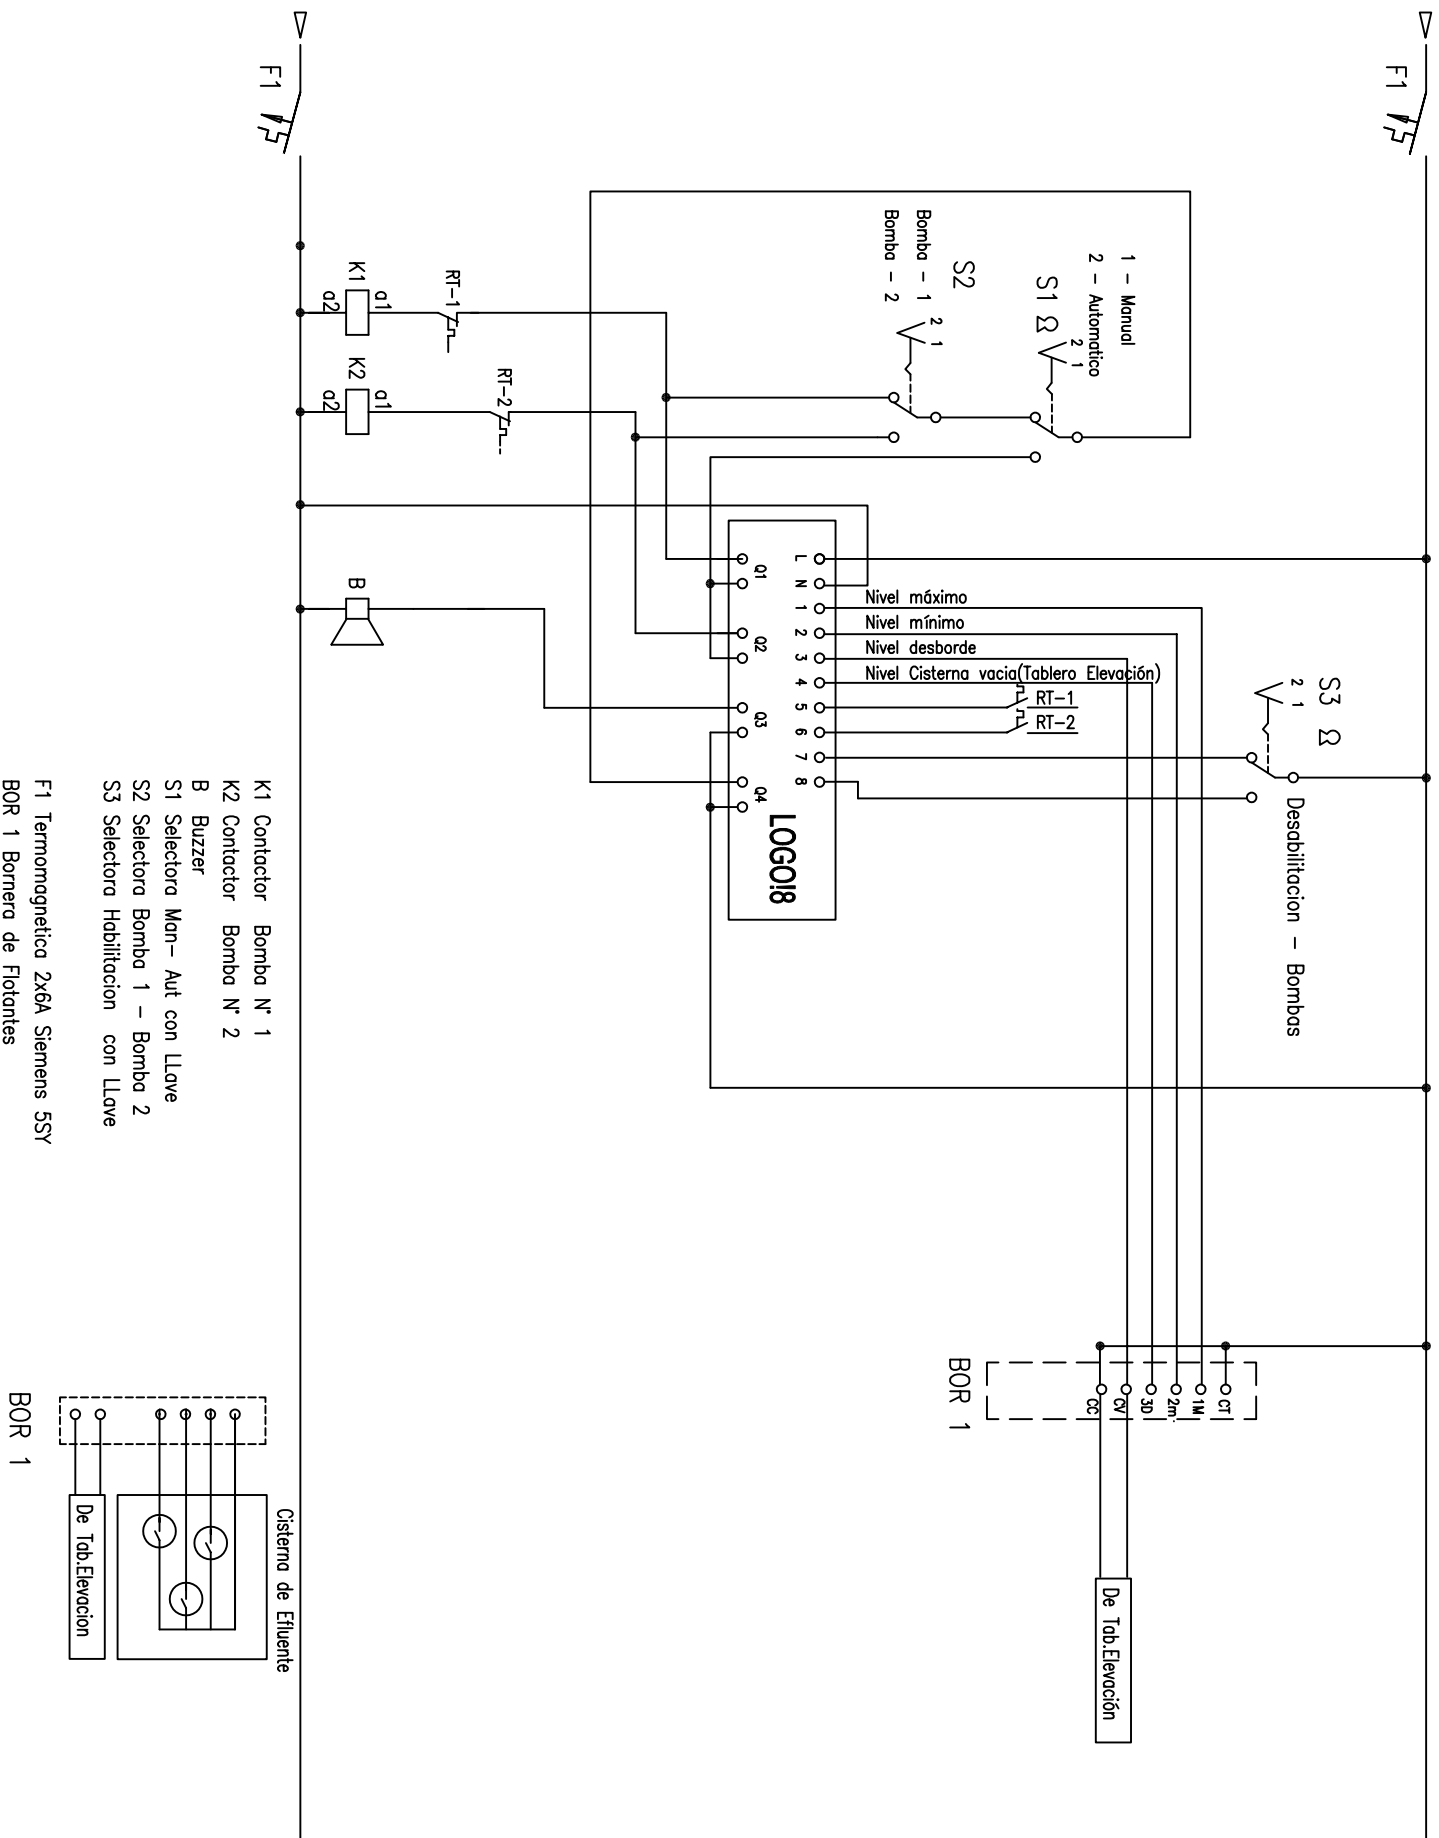 F1
F1
1 - Manual
2 - Automatico
S1
2 1
S2
Bomba - 1
Bomba - 2
2 1
S3
2 1
Desabilitacion - Bombas
K1
a1
a2
RT-1
K2
a1
a2
RT-2
B
L
N
1
2
3
4
5
6
7
8
Q1
Q2
Q3
Q4
LOGO!8
Nivel máximo
Nivel mínimo
Nivel desborde
Nivel Cisterna vacia(Tablero Elevación)
RT-1
RT-2
BOR 1
CT
1M
2m.
3D
CV
CC
De Tab.Elevación
K1 Contactor Bomba N° 1
K2 Contactor Bomba N° 2
B Buzzer
S1 Selectora Man- Aut con LLave
S2 Selectora Bomba 1 - Bomba 2
S3 Selectora Habilitacion con LLave
F1 Termomagnetica 2x6A Siemens 5SY
BOR 1 Bornera de Flotantes
Cisterna de Efluente
De Tab.Elevacion
BOR 1